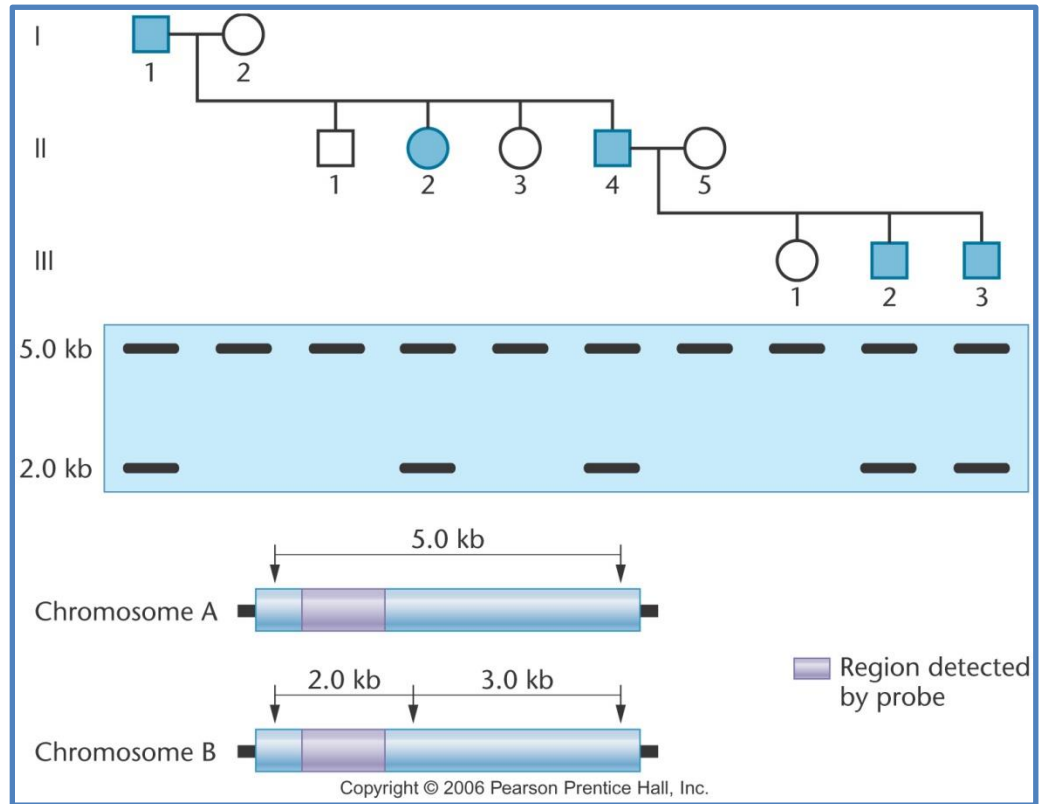 I
1 2
II
1 2 3 4 5
III
1 2 3
5.0 kb
2.0 kb
5.0 kb
Chromosome A
2.0 kb 3.0 kb
Region detected
by probe
Chromosome B
Copyright © 2006 Pearson Prentice Hall, Inc.